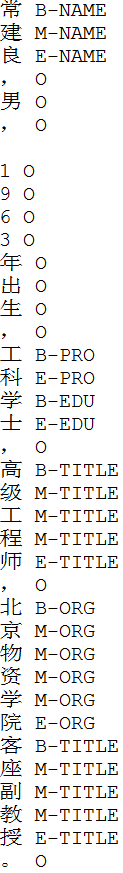 常 B-NAME
建 M-NAME
良 E-NAME
， O
男 O
， O

1 O
9 O
6 O
3 O
年 O
出 O
生 O
， O
工 B-PRO
科 E-PRO
学 B-EDU
士 E-EDU
， O
高 B-TITLE
级 M-TITLE
工 M-TITLE
程 M-TITLE
师 E-TITLE
， O
北 B-ORG
京 M-ORG
物 M-ORG
资 M-ORG
学 M-ORG
院 E-ORG
客 B-TITLE
座 M-TITLE
副 M-TITLE
教 M-TITLE
授 E-TITLE
。 O